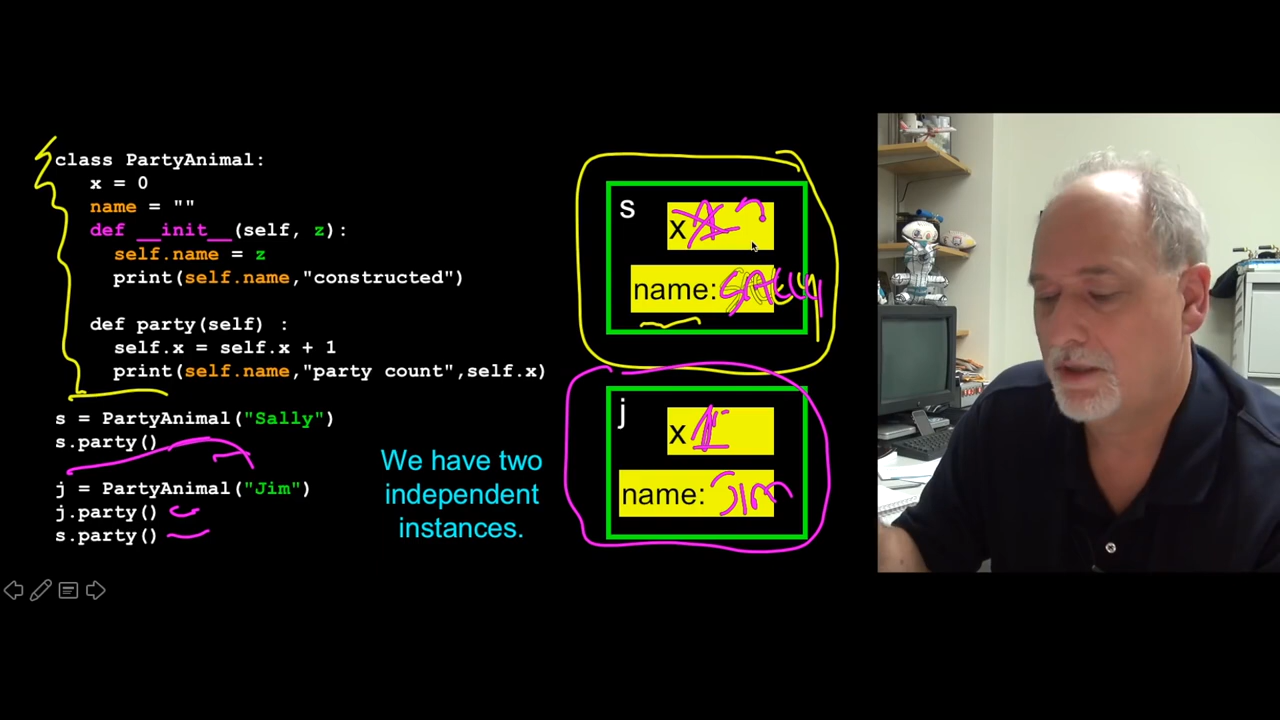 class PartyAnimal:
x = 0
name = ""
def __init__(self, z):
self.name = z
print(self.name,"constructed")
def party(self) :
self.x = self.x + 1
print(self.name,"party count",self.x)
s = PartyAnimal("Sally")
s.party()
j = PartyAnimal("Jim")
j.party()
s.party()
We have two
independent
instances.
s
x
name: SALLY
j
x 1
name: Jim